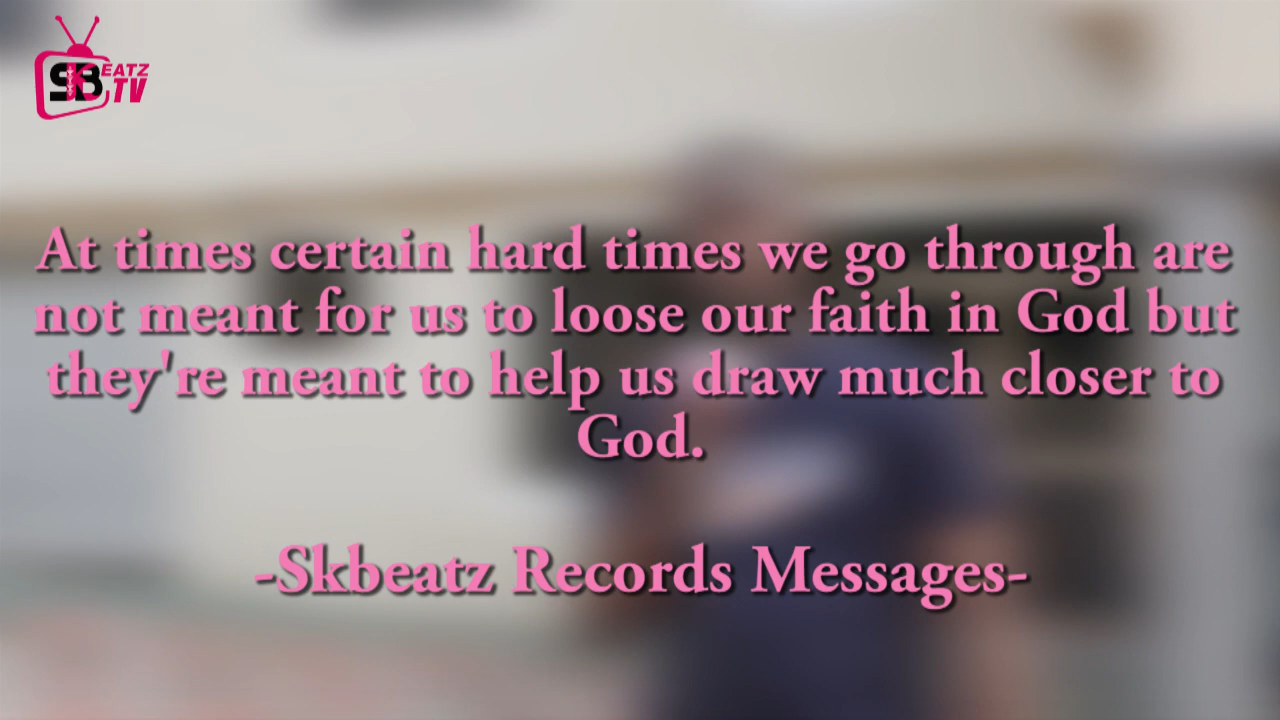 SKBEATZ
TV
At times certain hard times we go through are
not meant for us to loose our faith in God but
they're meant to help us draw much closer to
God.
-Skbeatz Records Messages-